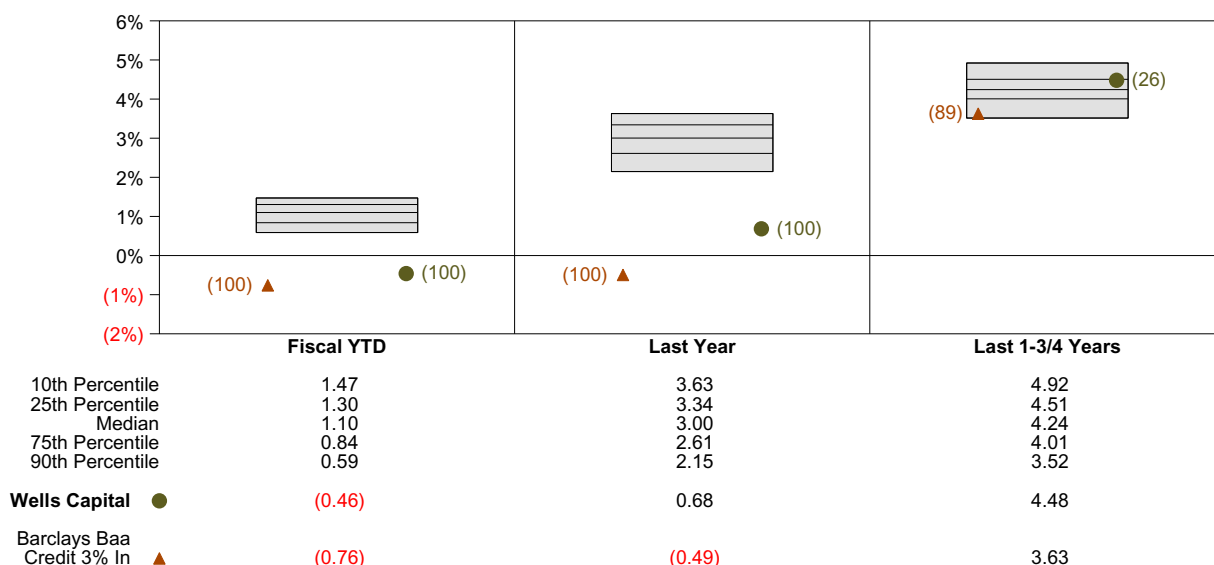 6%
5%
4%
3%
2%
1%
0%
(1%)
(2%)
(100)
(100)
(100)
(100)
(89)
(26)
Fiscal YTD Last Year Last 1-3/4 Years
10th Percentile 1.47 3.63 4.92
25th Percentile 1.30 3.34 4.51
Median 1.10 3.00 4.24
75th Percentile 0.84 2.61 4.01
90th Percentile 0.59 2.15 3.52
Wells Capital (0.46) 0.68 4.48
Barclays Baa
Credit 3% In (0.76) (0.49) 3.63